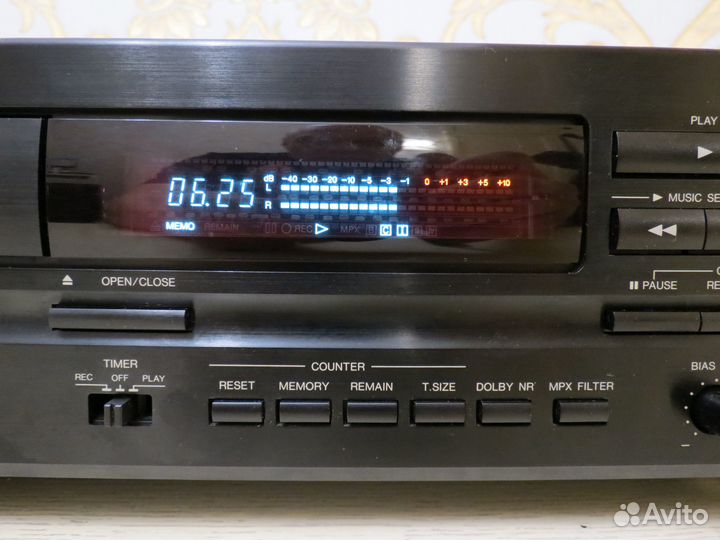 PLAY
dB -40 -30 -20 -10 -5 -3 -1 0 +1 +3 +5 +10
L
06.25
R
MEMO REMAIN REC MPX B C
MUSIC SE
OPEN/CLOSE
PAUSE RE
TIMER
REC OFF PLAY
COUNTER
RESET MEMORY REMAIN T.SIZE DOLBY NR MPX FILTER
BIAS
−
Avito